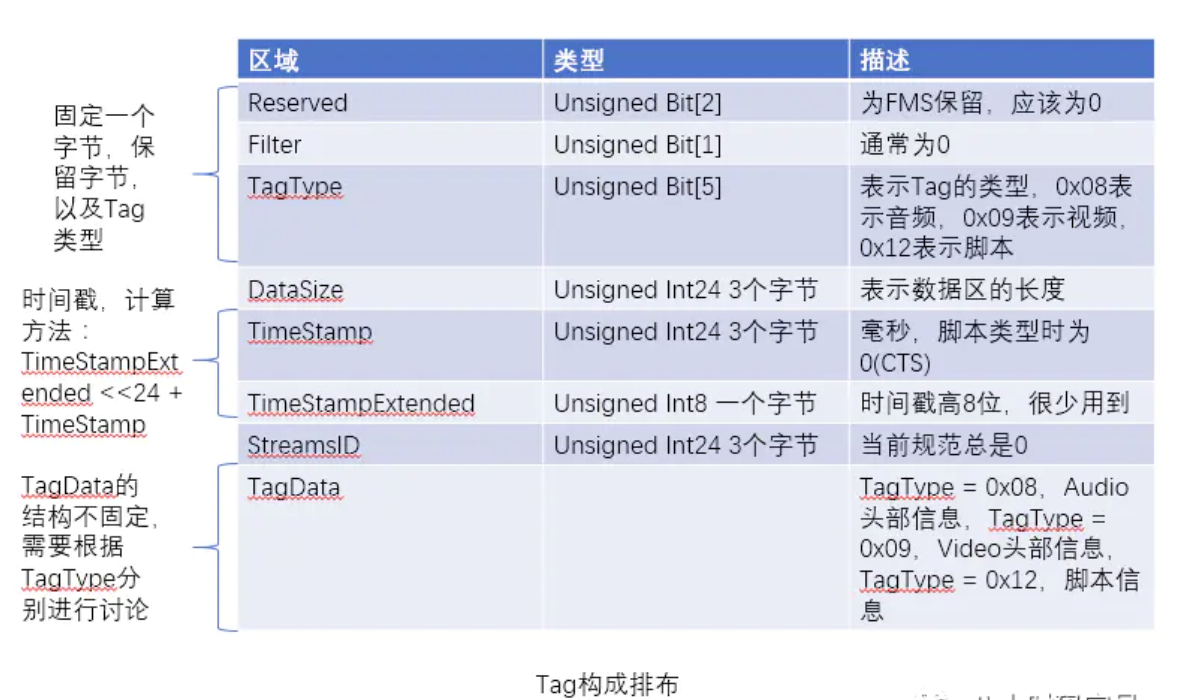 区域 类型 描述
固定一个
字节，保
留字节，
以及Tag
类型
Reserved Unsigned Bit[2] 为FMS保留，应该为0
Filter Unsigned Bit[1] 通常为0
TagType Unsigned Bit[5] 表示Tag的类型，0x08表
示音频，0x09表示视频，
0x12表示脚本
DataSize Unsigned Int24 3个字节 表示数据区的长度
时间戳，计算
方法：
TimeStampExt
ended <<24 +
TimeStamp
TimeStamp Unsigned Int24 3个字节 毫秒，脚本类型时为
0(CTS)
TimeStampExtended Unsigned Int8 一个字节 时间戳高8位，很少用到
StreamsID Unsigned Int24 3个字节 当前规范总是0
TagData的
结构不固定，
需要根据
TagType分
别进行讨论
TagData TagType = 0x08，Audio
头部信息，TagType =
0x09，Video头部信息，
TagType = 0x12，脚本信
息
Tag构成排布